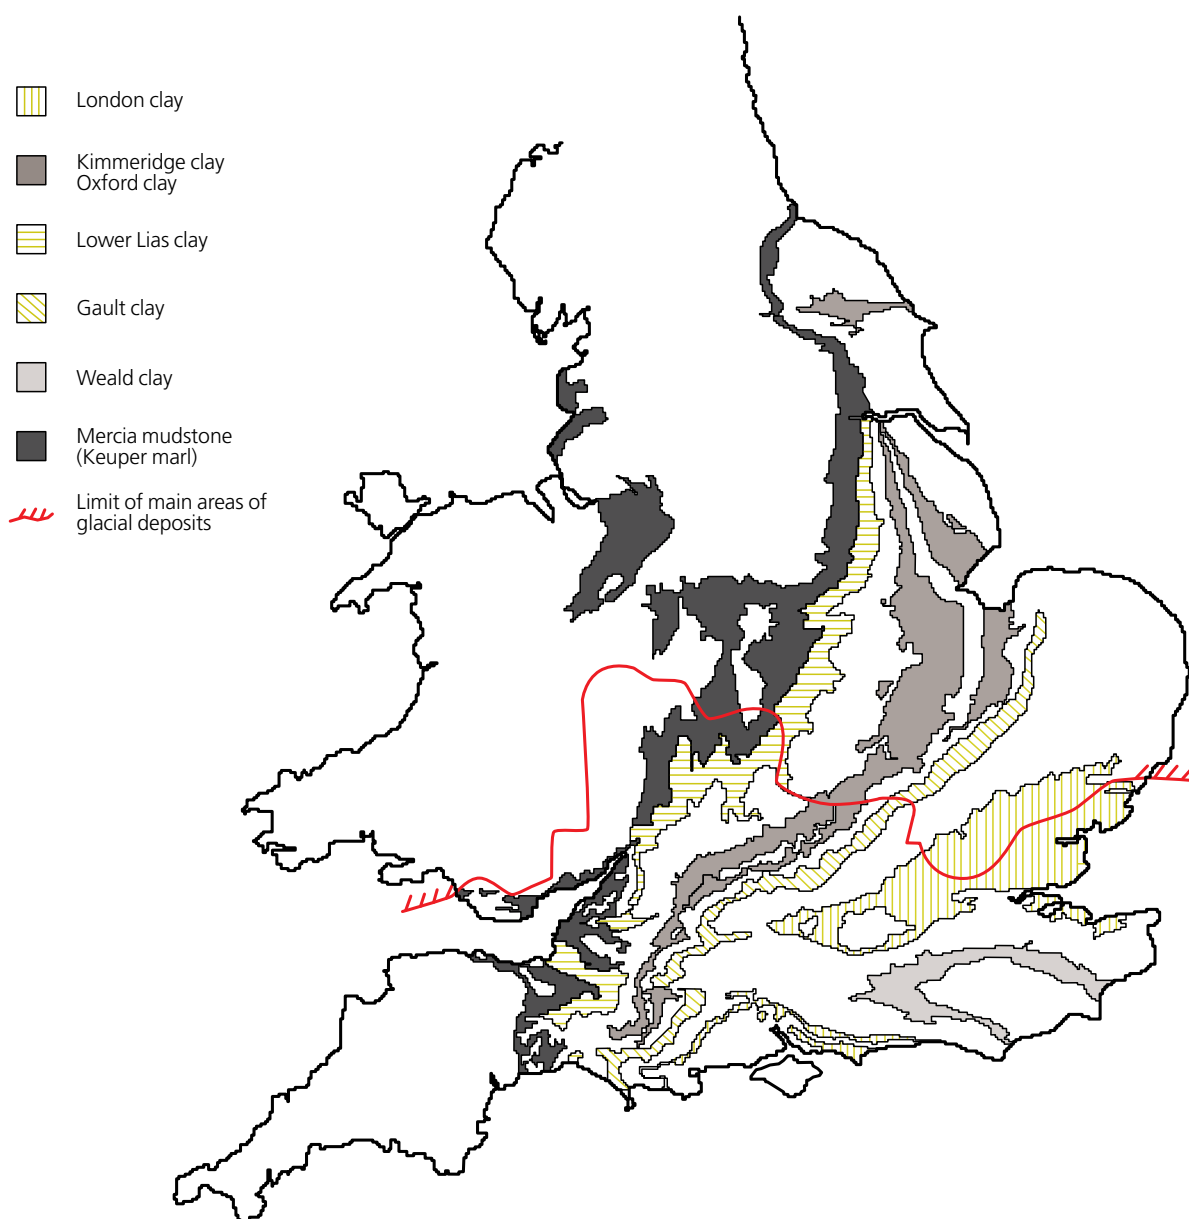 London clay
Kimmeridge clay
Oxford clay
Lower Lias clay
Gault clay
Weald clay
Mercia mudstone
(Keuper marl)
Limit of main areas of
glacial deposits